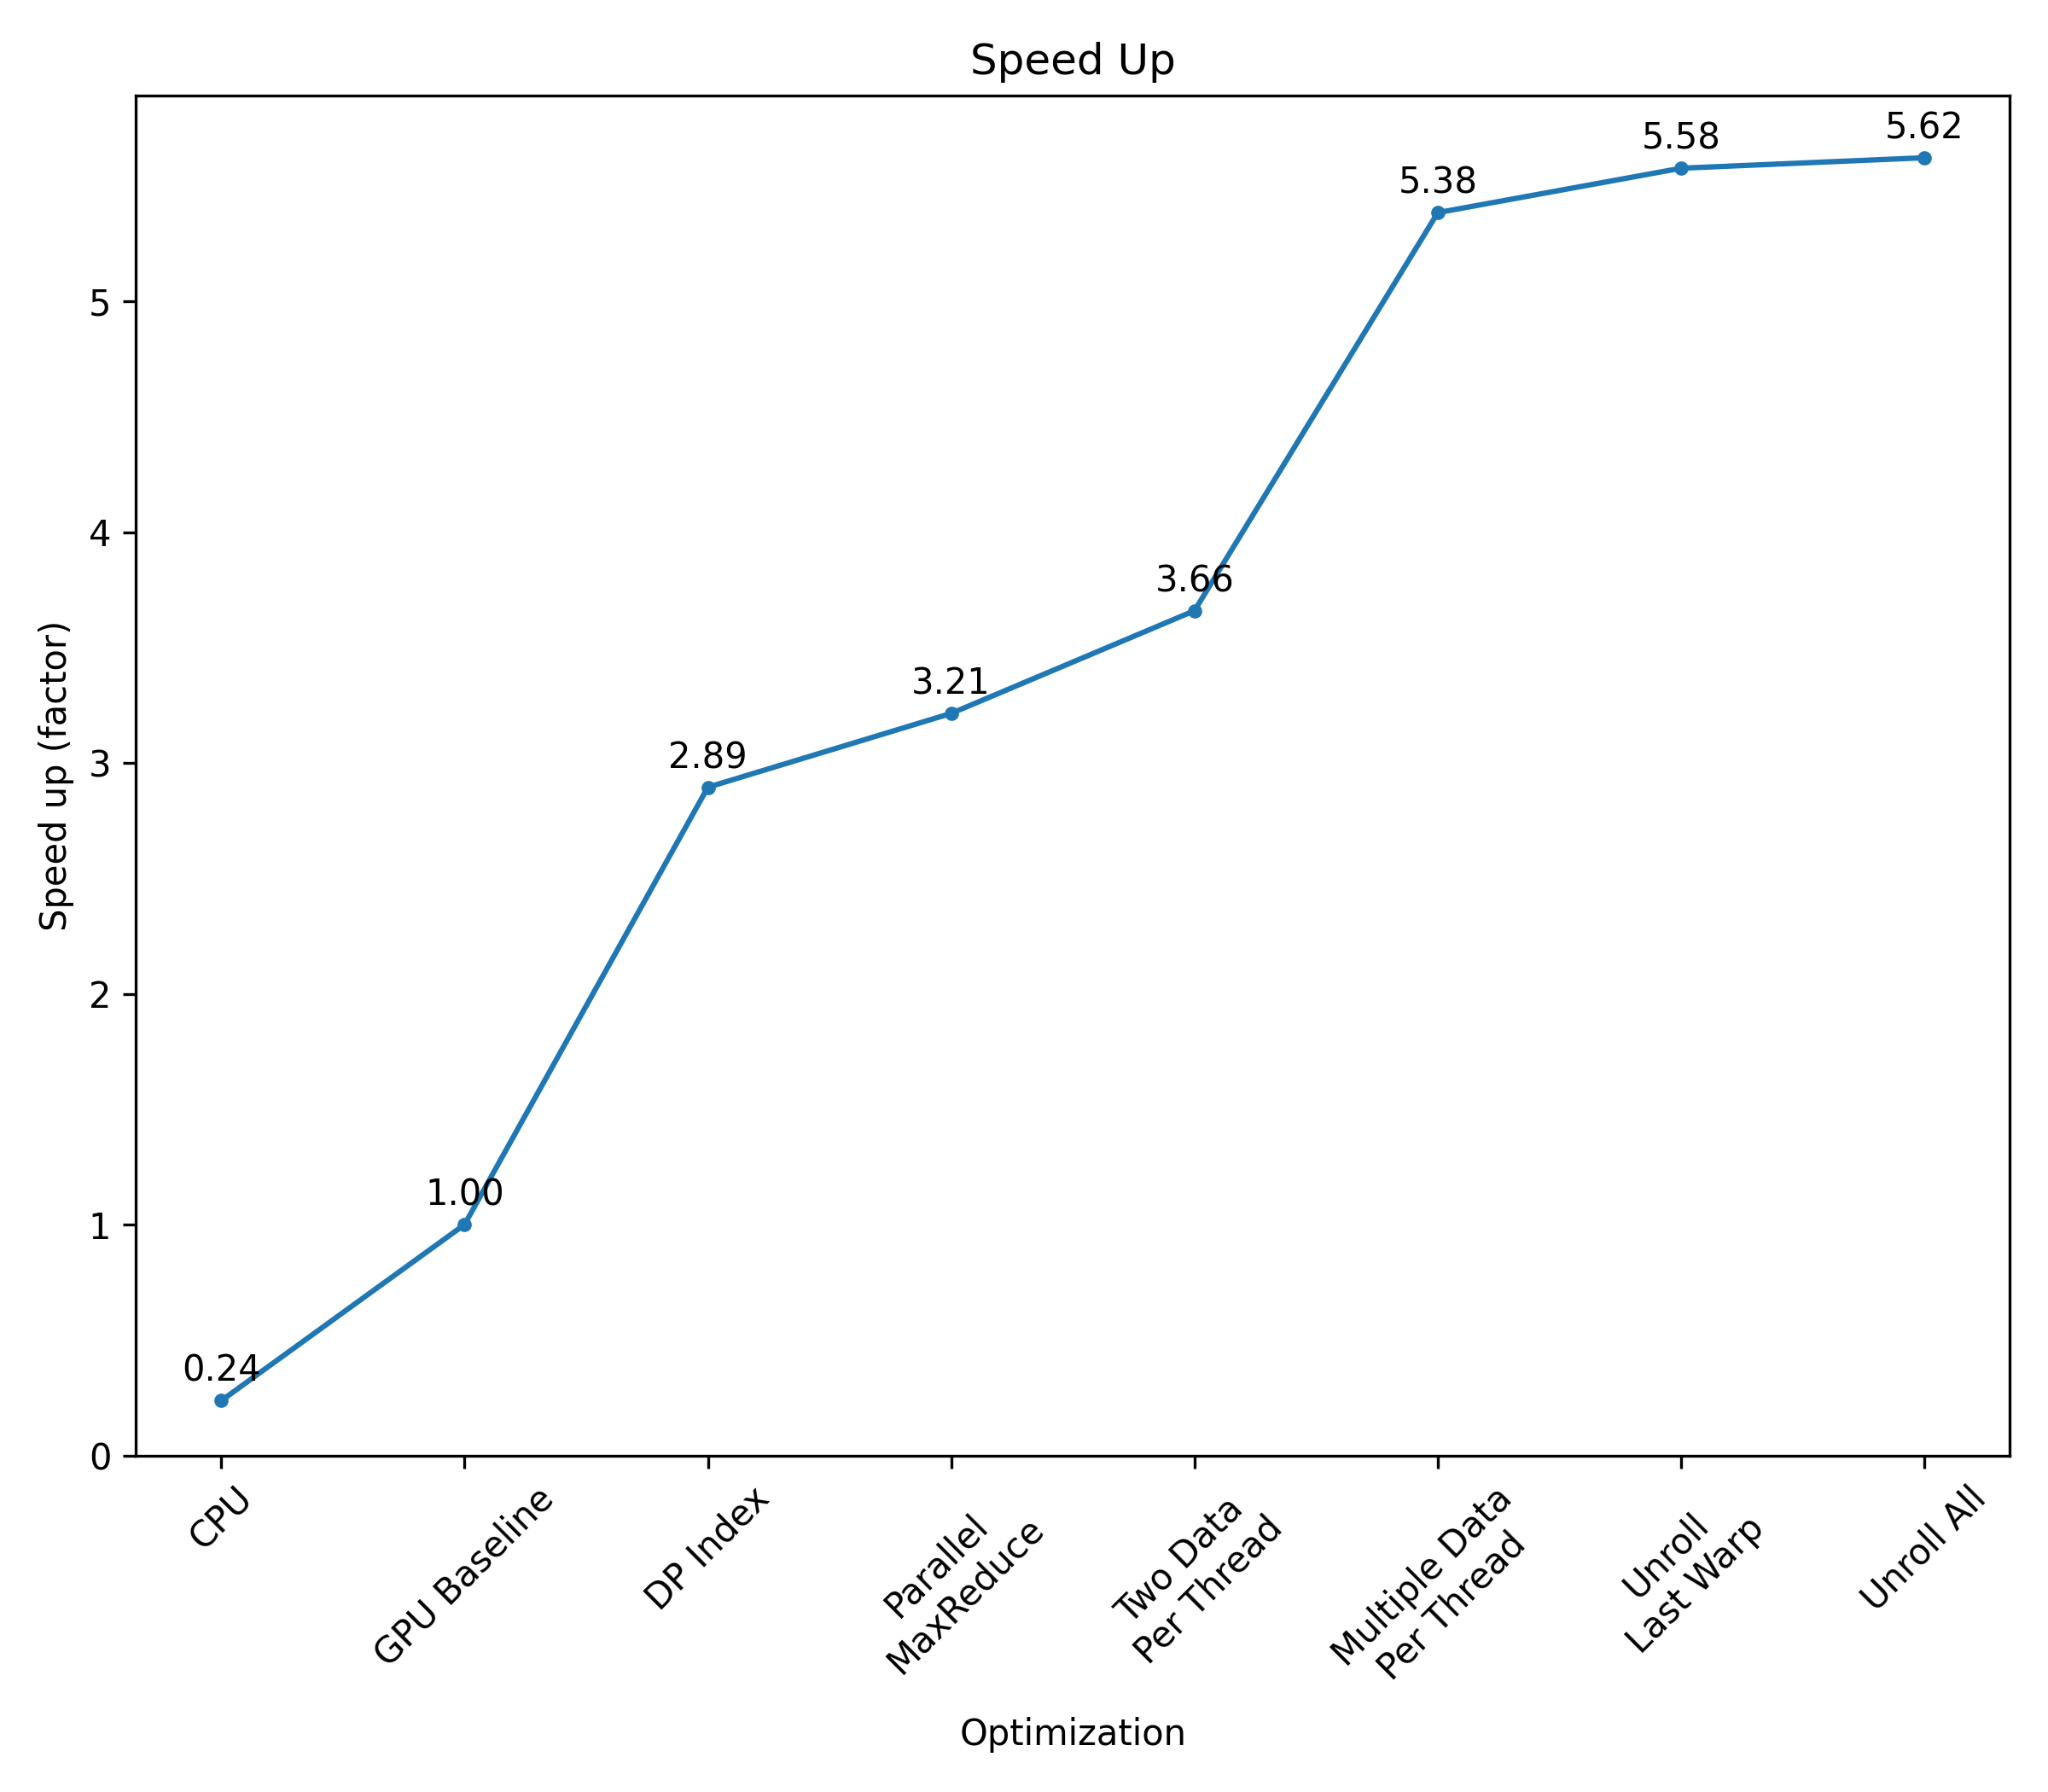 Speed Up
Speed up (factor)
5
4
3
2
1
0
0.24
1.00
2.89
3.21
3.66
5.38
5.58
5.62
CPU
GPU Baseline
DP Index
Parallel
MaxReduce
Two Data
Per Thread
Multiple Data
Per Thread
Unroll
Last Warp
Unroll All
Optimization